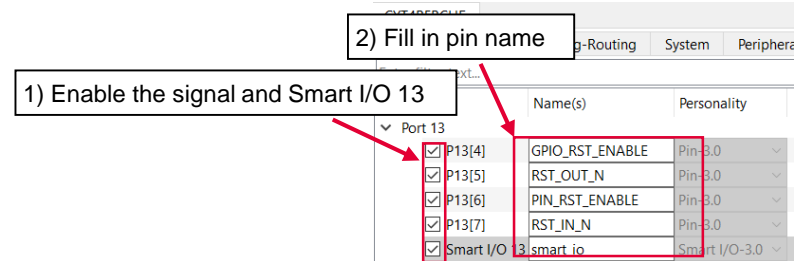 2) Fill in pin name
g-Routing System Periphera
1) Enable the signal and Smart I/O 13
Name(s) Personality
Port 13
P13[4] GPIO_RST_ENABLE Pin-3.0
P13[5] RST_OUT_N Pin-3.0
P13[6] PIN_RST_ENABLE Pin-3.0
P13[7] RST_IN_N Pin-3.0
Smart I/O 13 smart_io Smart I/O-3.0